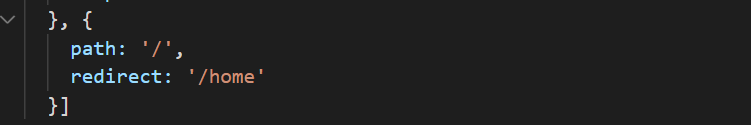 }, {
path: '/',
redirect: '/home'
}]